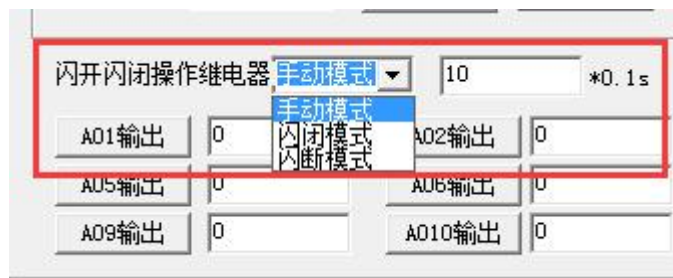 闪开闪闭操作继电器 手动模式 10 *0.1s
手动模式
闪闭模式
闪断模式
A01输出 0 A02输出 0
A05输出 0 A06输出 0
A09输出 0 A010输出 0